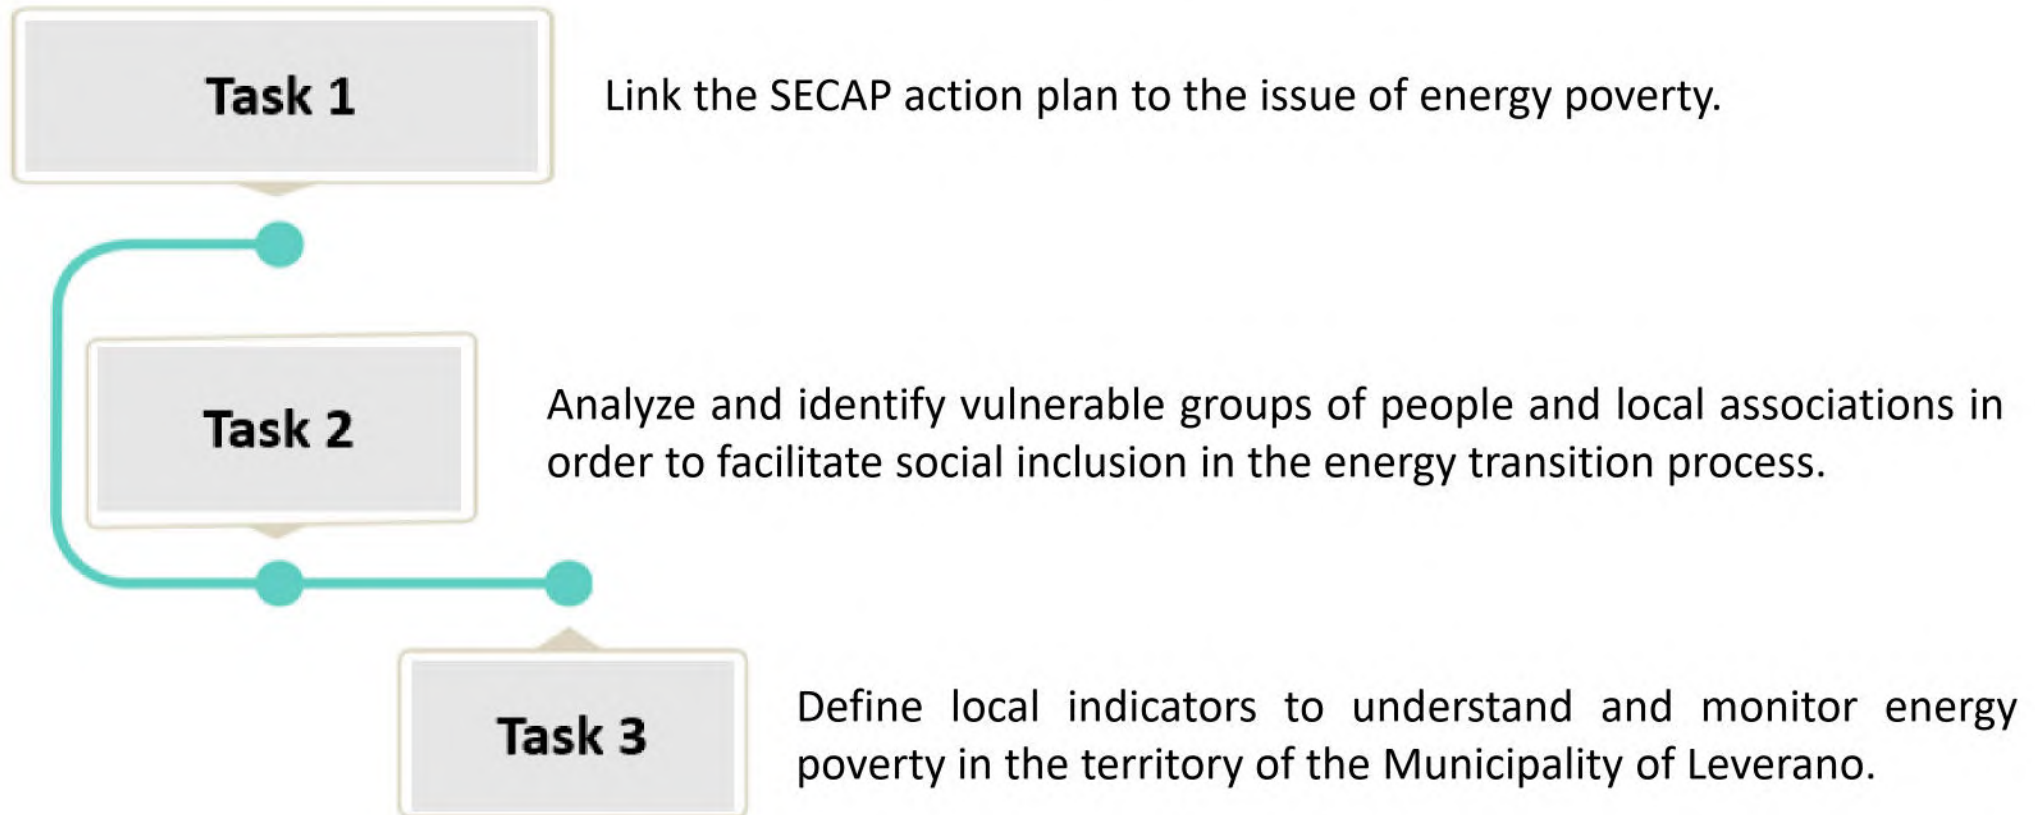 Task 1
Link the SECAP action plan to the issue of energy poverty.
Task 2
Analyze and identify vulnerable groups of people and local associations in
order to facilitate social inclusion in the energy transition process.
Task 3
Define local indicators to understand and monitor energy
poverty in the territory of the Municipality of Leverano.